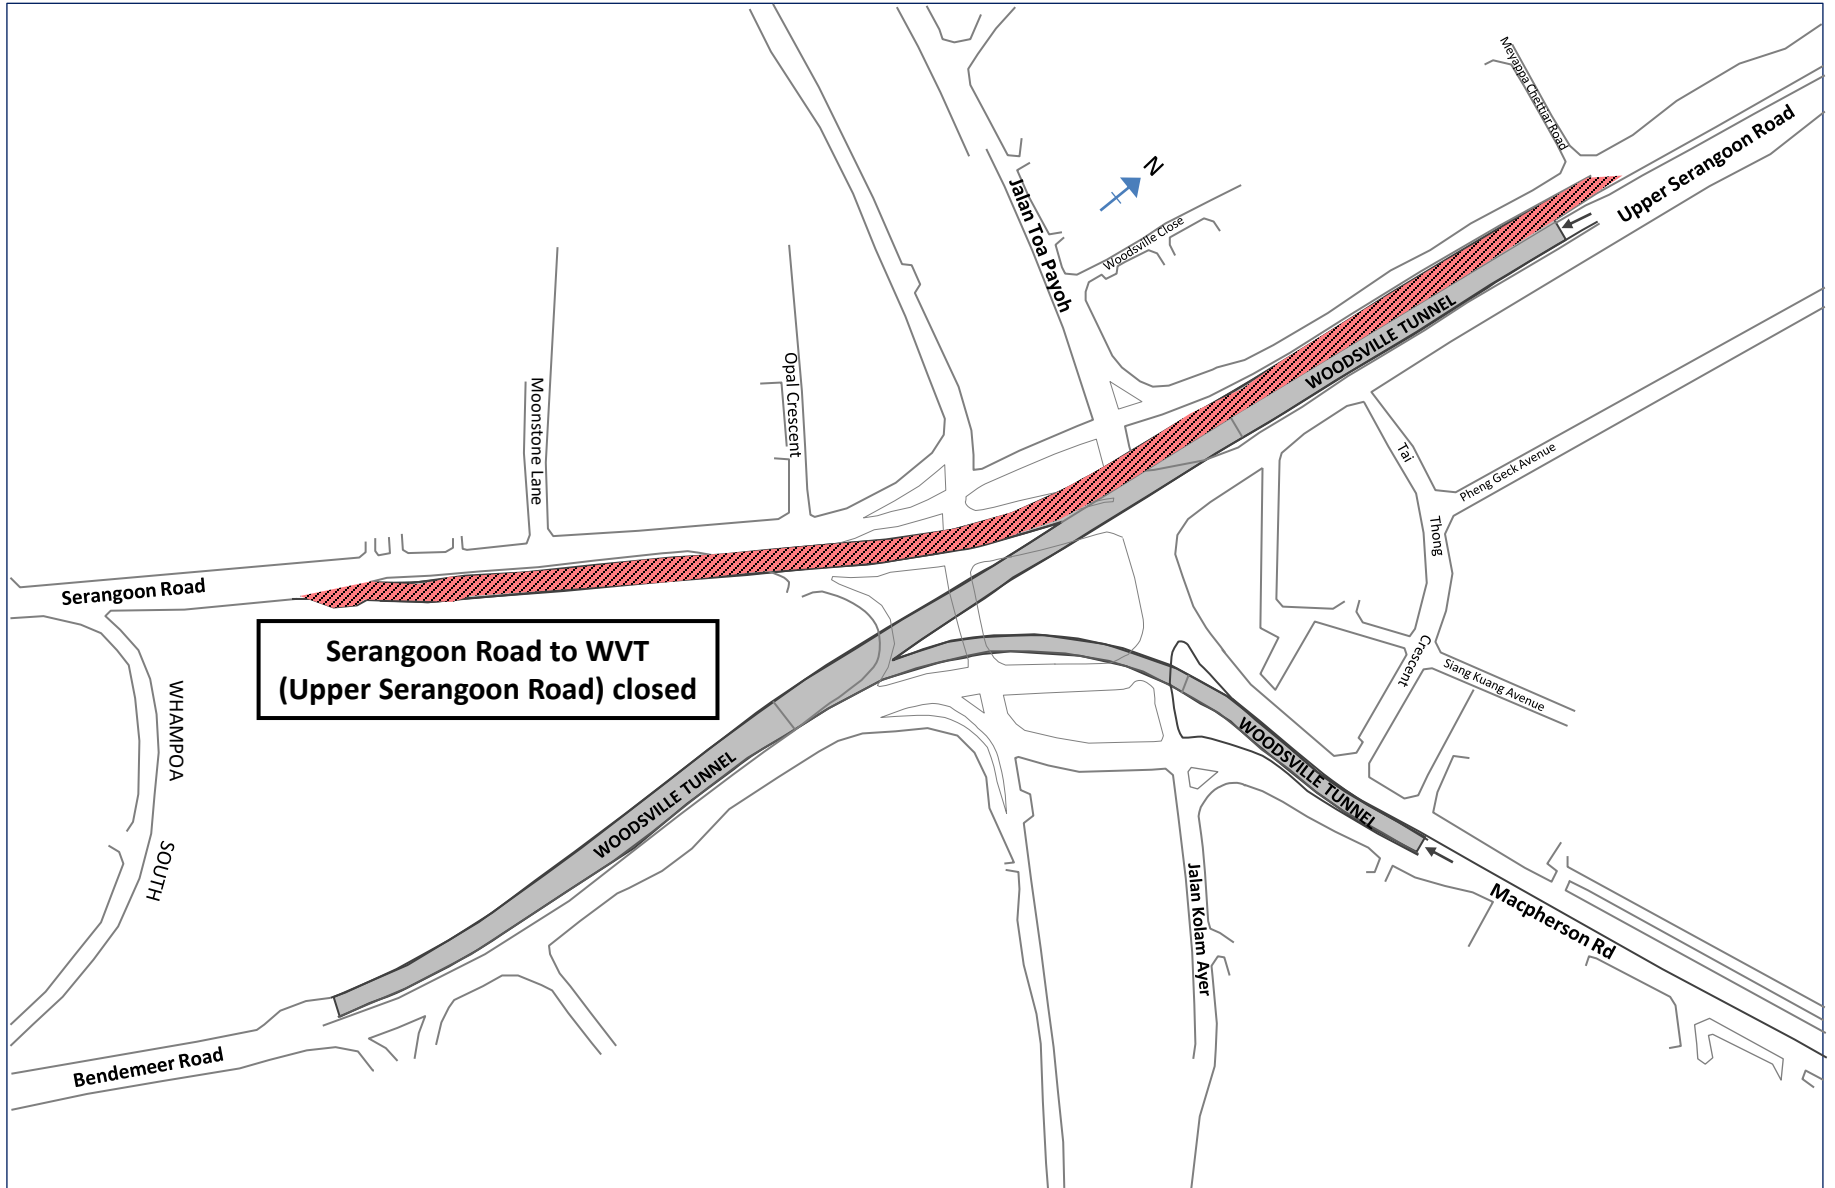 Meyappa Chettiar Road
Upper Serangoon Road
N
Jalan Toa Payoh
Woodsville Close
WOODSVILLE TUNNEL
Opal Crescent
Moonstone Lane
Tai
Thong
Crescent
Pheng Geck Avenue
Siang Kuang Avenue
Serangoon Road
Serangoon Road to WVT
(Upper Serangoon Road) closed
WHAMPOA
SOUTH
WOODSVILLE TUNNEL
WOODSVILLE TUNNEL
Jalan Kolam Ayer
Macpherson Rd
Bendemeer Road